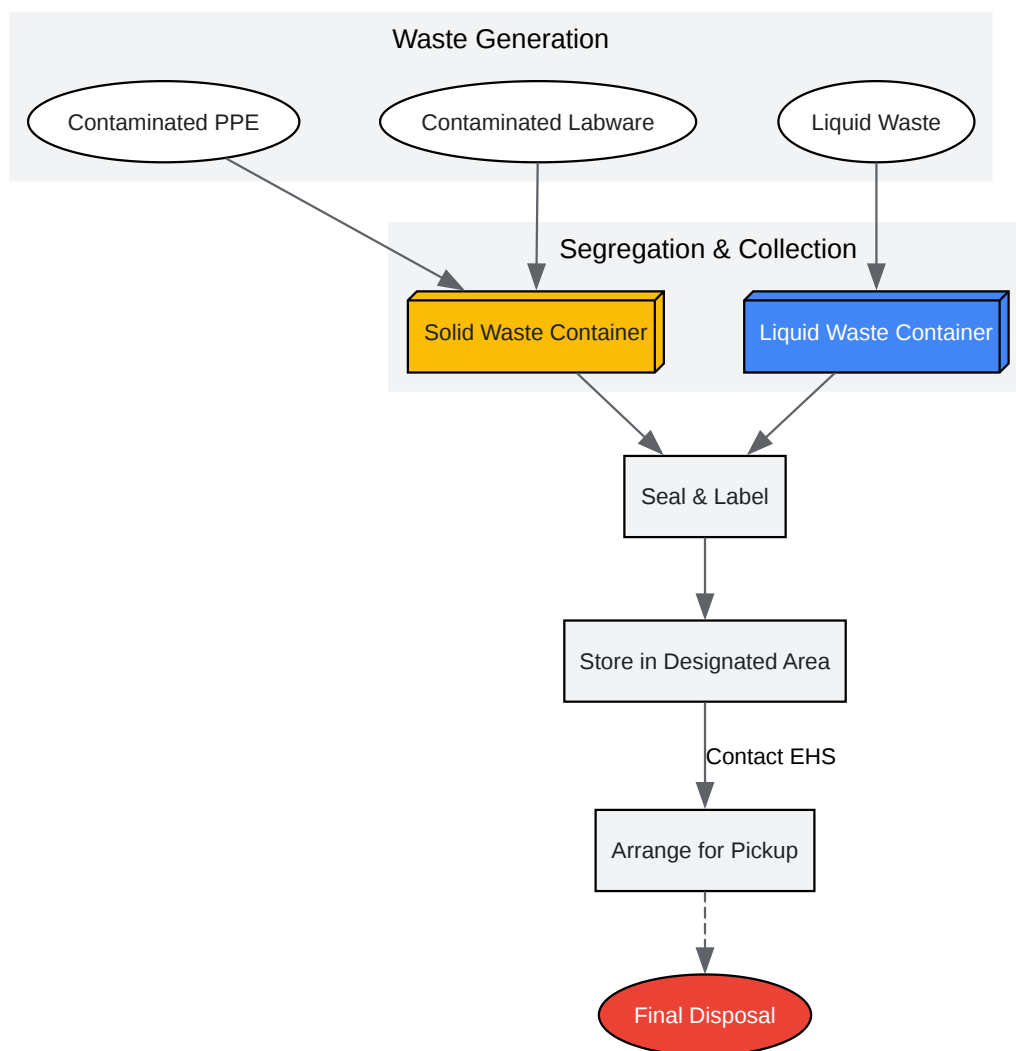 Waste Generation
Contaminated PPE
Contaminated Labware
Liquid Waste
Segregation & Collection
Solid Waste Container
Liquid Waste Container
Seal & Label
Store in Designated Area
Contact EHS
Arrange for Pickup
Final Disposal